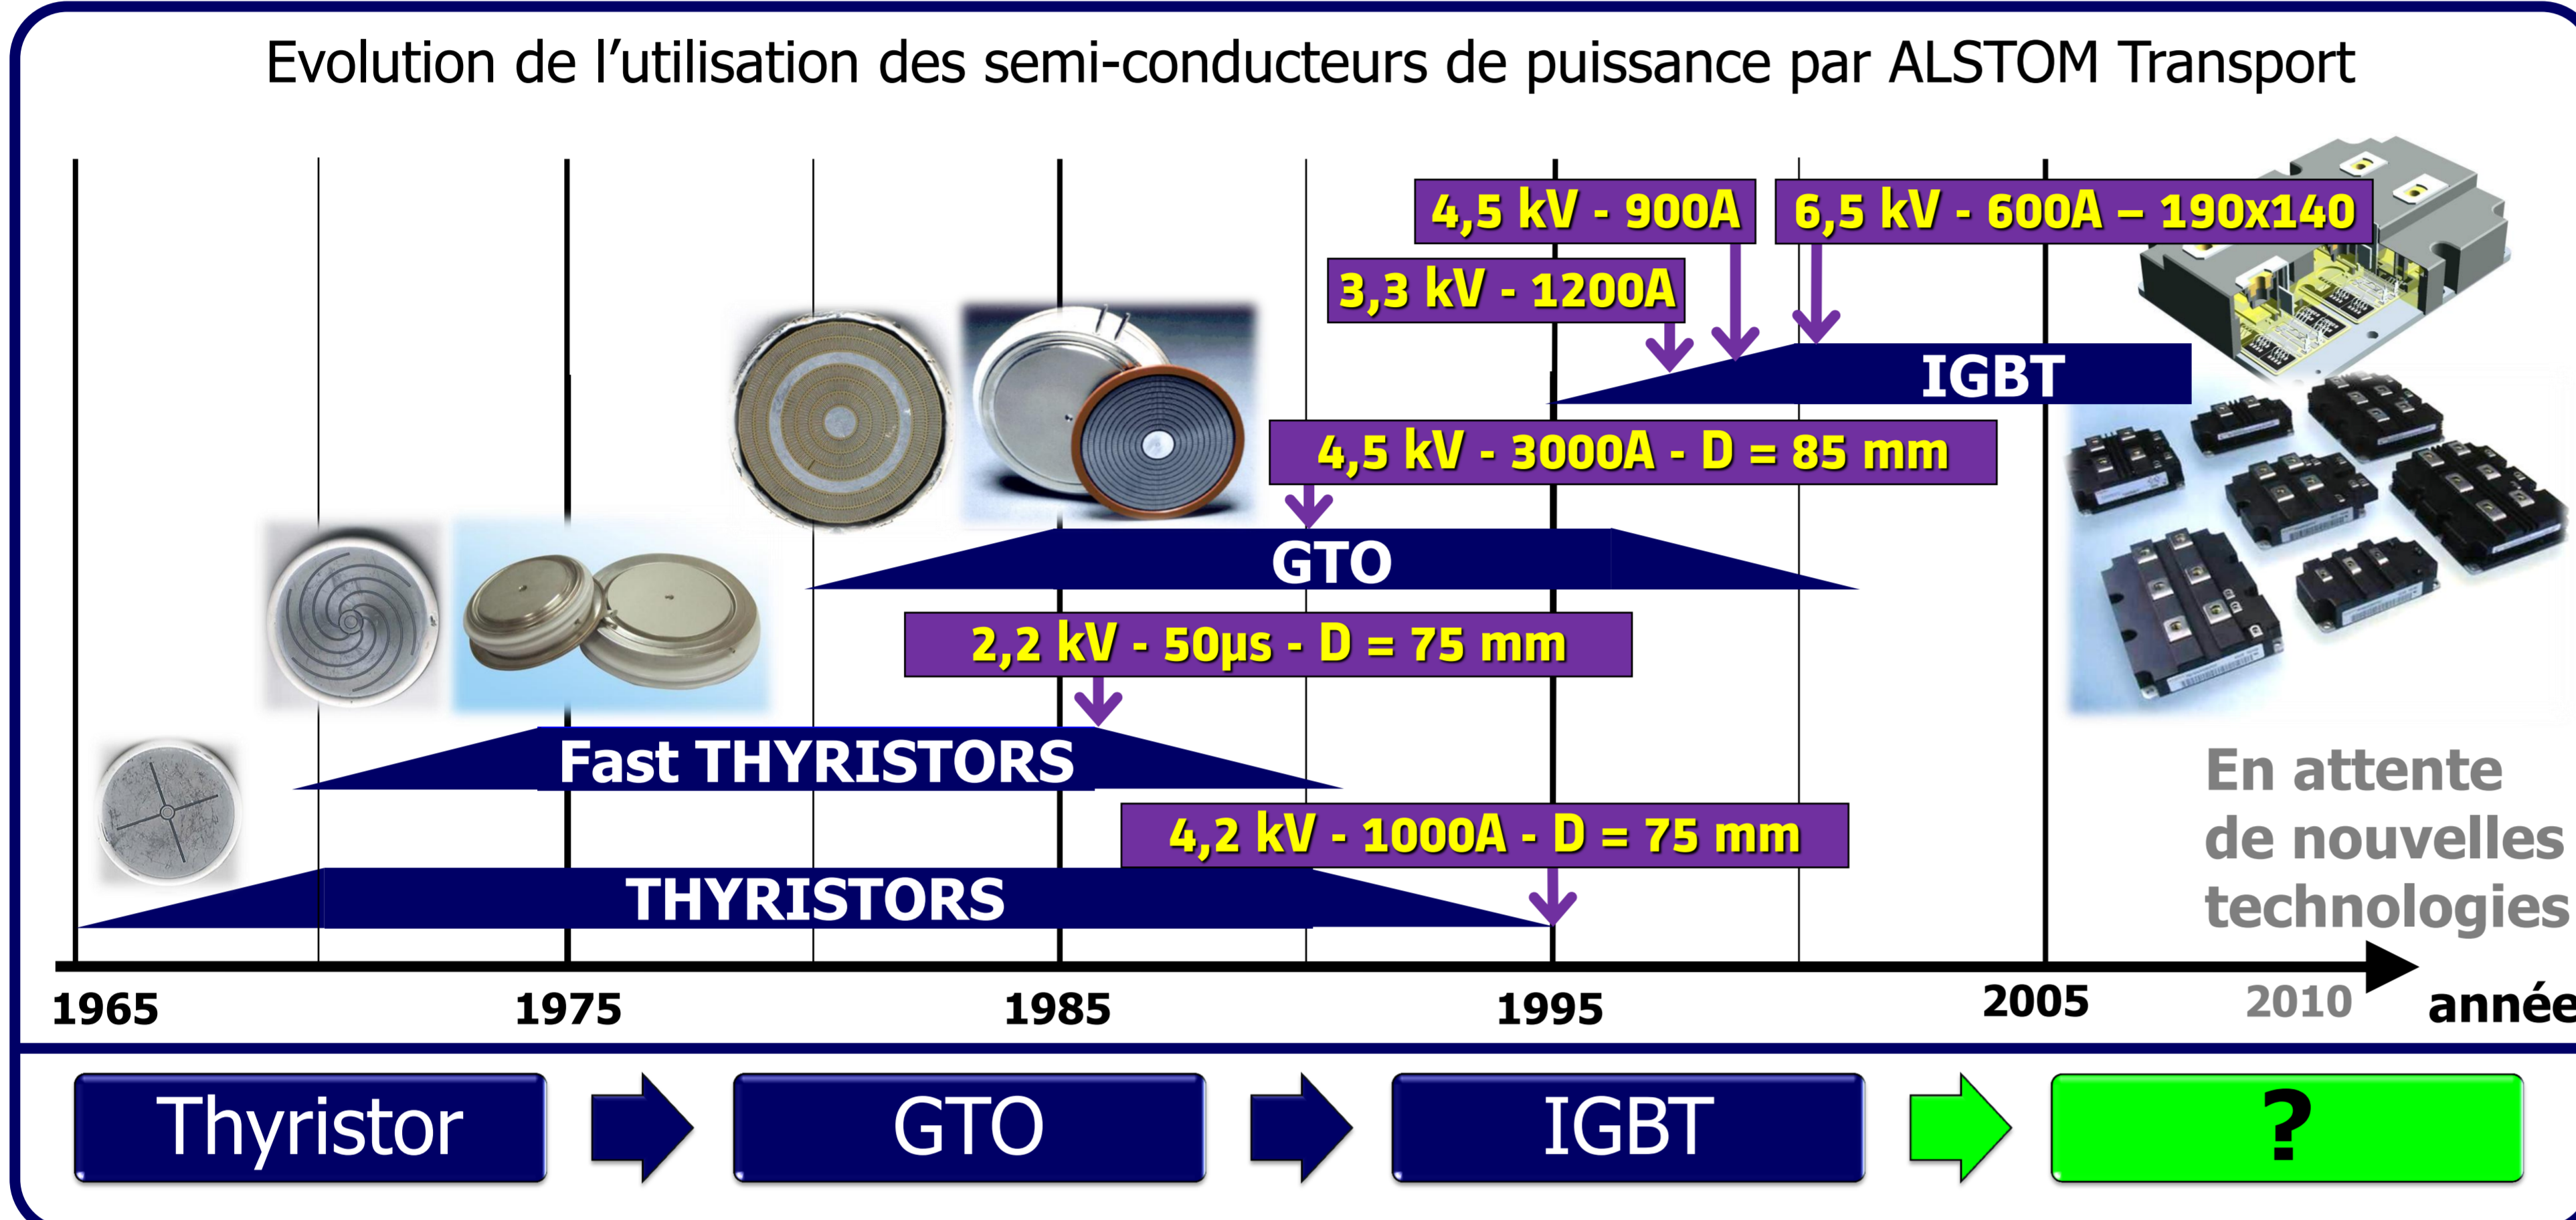 Evolution de l’utilisation des semi-conducteurs de puissance par ALSTOM Transport
4,5 kV - 900A
6,5 kV - 600A – 190x140
3,3 kV - 1200A
IGBT
4,5 kV - 3000A - D = 85 mm
GTO
2,2 kV - 50µs - D = 75 mm
Fast THYRISTORS
4,2 kV - 1000A - D = 75 mm
THYRISTORS
En attente
de nouvelles
technologies
1965
1975
1985
1995
2005
2010
année
Thyristor
GTO
IGBT
?